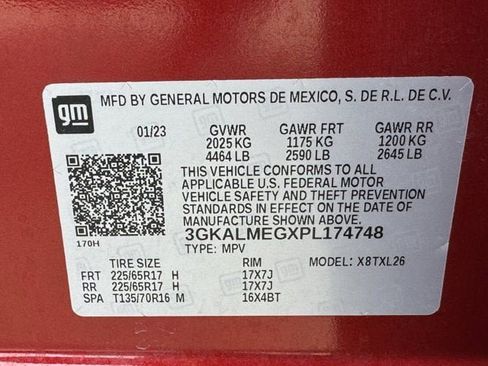 gm
MFD BY GENERAL MOTORS DE MEXICO, S. DE R.L. DE C.V.
01/23 GVWR GAWR FRT GAWR RR
2025 KG 1175 KG 1200 KG
4464 LB 2590 LB 2645 LB
THIS VEHICLE CONFORMS TO ALL
APPLICABLE U.S. FEDERAL MOTOR
VEHICLE SAFETY AND THEFT PREVENTION
STANDARDS IN EFFECT ON THE DATE OF
MANUFACTURE SHOWN ABOVE.
170H
3GKALMEGXPL174748
TYPE: MPV
TIRE SIZE RIM MODEL: X8TXL26
FRT 225/65R17 H 17X7J
RR 225/65R17 H 17X7J
SPA T135/70R16 M 16X4BT